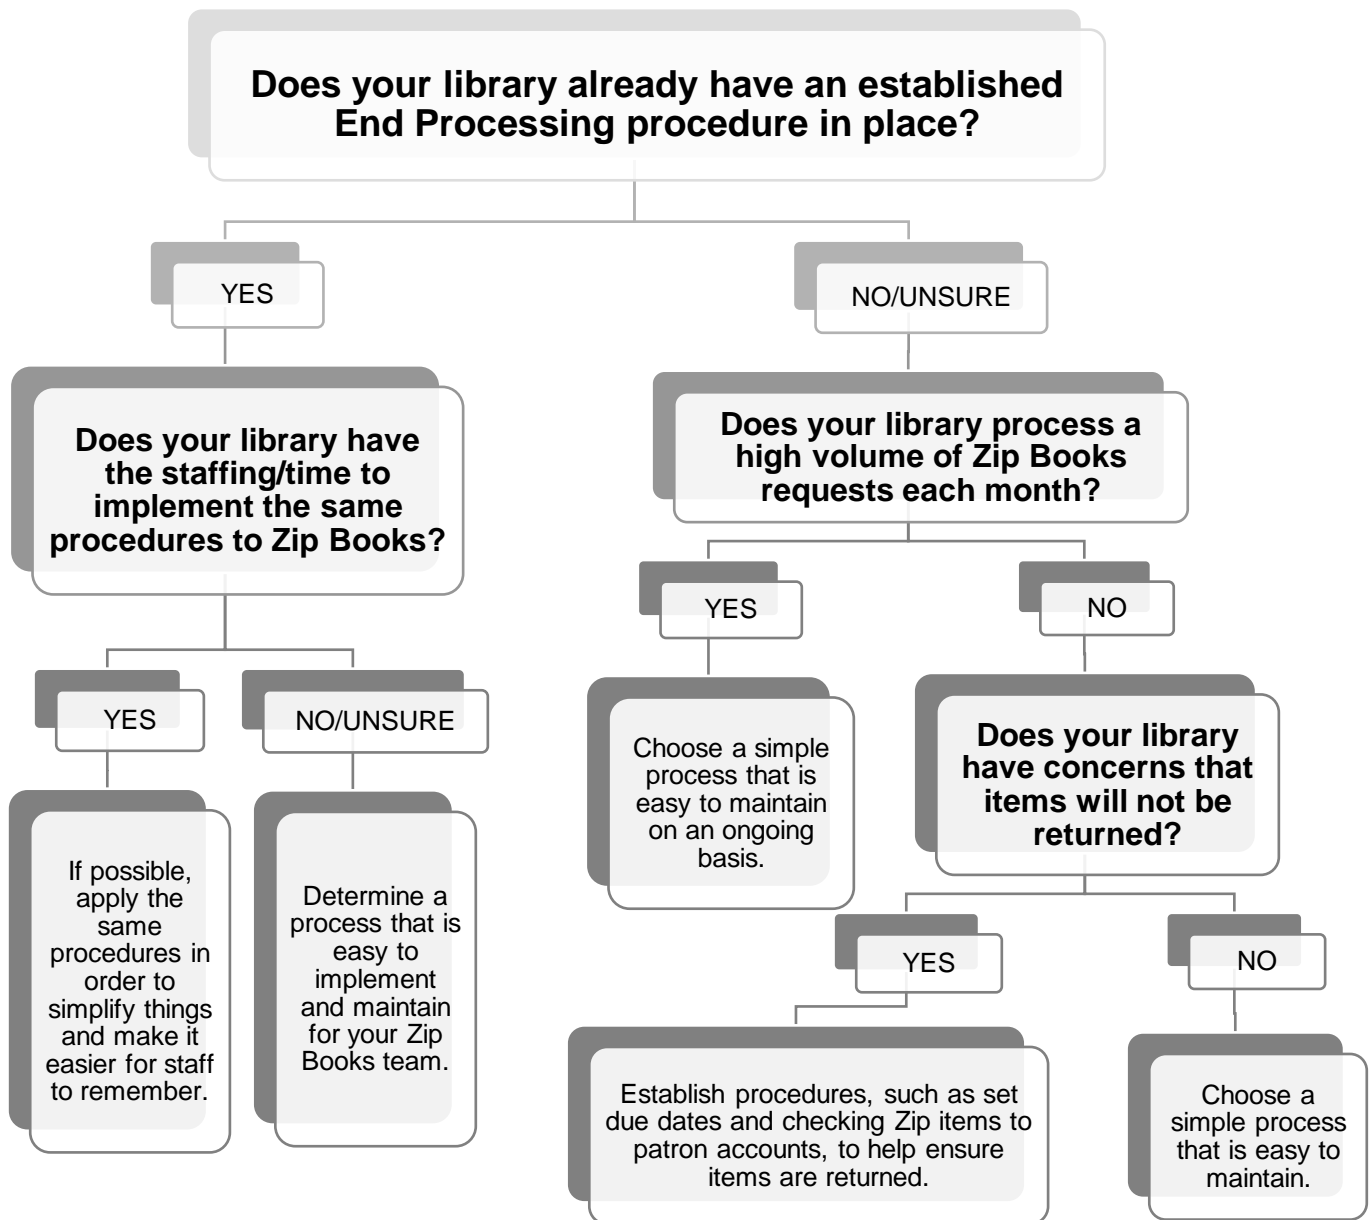 Does your library already have an established
End Processing procedure in place?
YES
NO/UNSURE
Does your library have
the staffing/time to
implement the same
procedures to Zip Books?
Does your library process a
high volume of Zip Books
requests each month?
YES
NO/UNSURE
YES
NO
If possible,
apply the
same
procedures in
order to
simplify things
and make it
easier for staff
to remember.
Determine a
process that is
easy to
implement
and maintain
for your Zip
Books team.
Choose a simple
process that is
easy to maintain
on an ongoing
basis.
Does your library
have concerns that
items will not be
returned?
YES
NO
Establish procedures, such as set
due dates and checking Zip items to
patron accounts, to help ensure
items are returned.
Choose a
simple process
that is easy to
maintain.